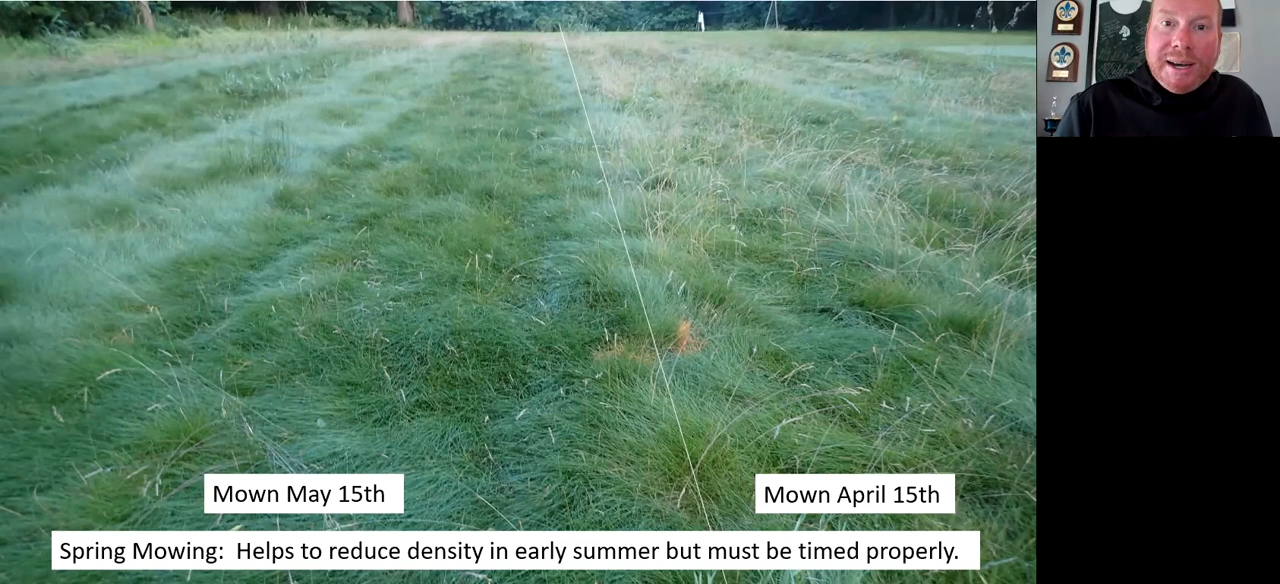 Mown May 15th
Mown April 15th
Spring Mowing:  Helps to reduce density in early summer but must be timed properly.